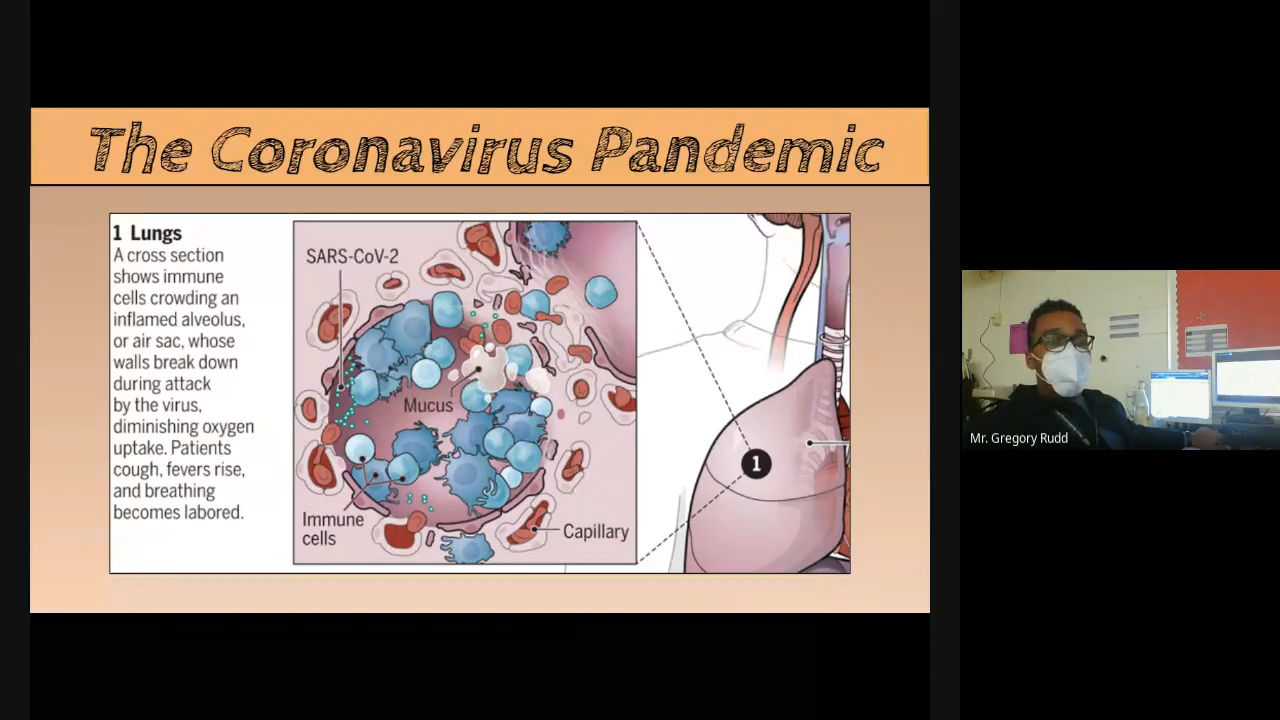 The Coronavirus Pandemic
1 Lungs
A cross section
shows immune
cells crowding an
inflamed alveolus,
or air sac, whose
walls break down
during attack
by the virus,
diminishing oxygen
uptake. Patients
cough, fevers rise,
and breathing
becomes labored.
SARS-CoV-2
Mucus
Immune
cells
Capillary
1
Mr. Gregory Rudd